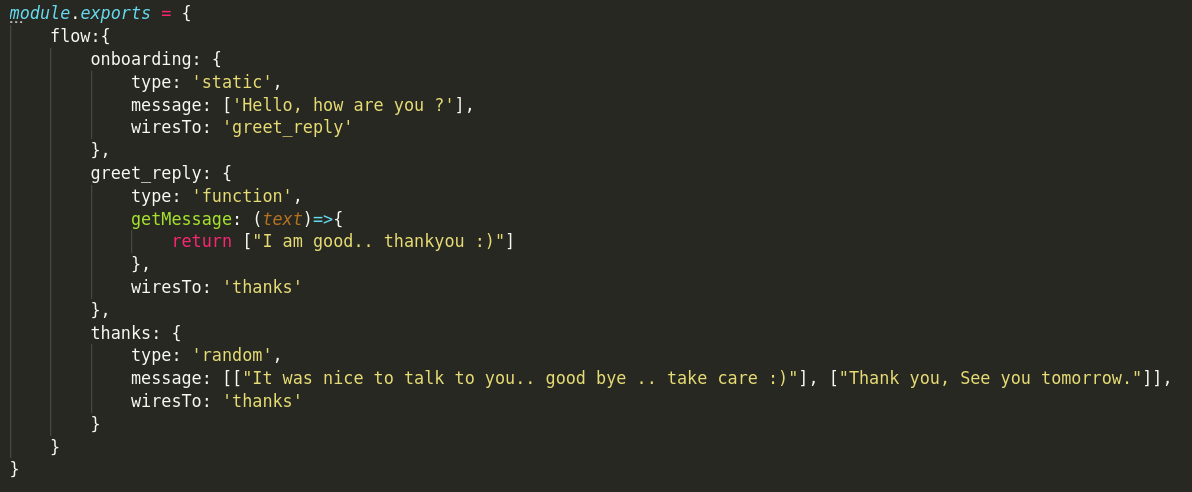 module.exports = {
    flow:{
        onboarding: {
            type: 'static',
            message: ['Hello, how are you ?'],
            wiresTo: 'greet_reply'
        },
        greet_reply: {
            type: 'function',
            getMessage: (text)=>{
                return ["I am good.. thankyou :)"]
            },
            wiresTo: 'thanks'
        },
        thanks: {
            type: 'random',
            message: [["It was nice to talk to you.. good bye .. take care :)"], ["Thank you, See you tomorrow."]],
            wiresTo: 'thanks'
        }
    }
}